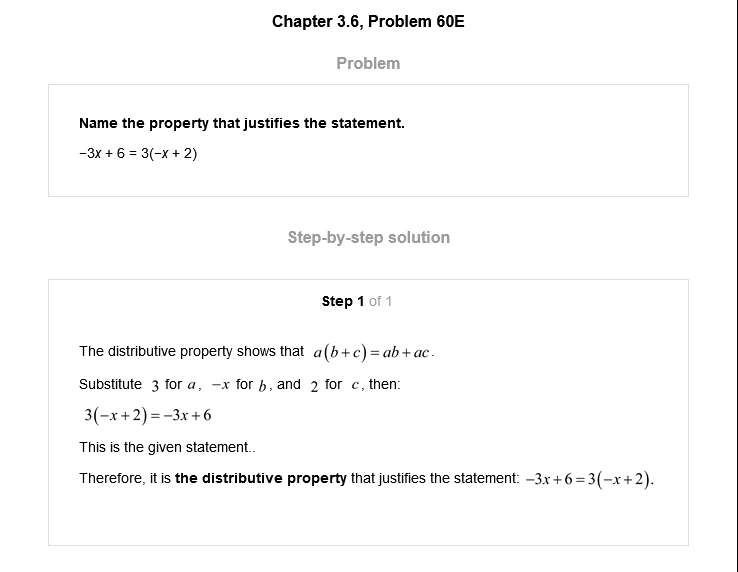 Chapter 3.6, Problem 60E
Problem
Name the property that justifies the statement.
−3x + 6 = 3(−x + 2)
Step-by-step solution
Step 1 of 1
The distributive property shows that a(b+c)=ab+ac.
Substitute 3 for a, −x for b, and 2 for c, then:
3(−x+2)=−3x+6
This is the given statement..
Therefore, it is the distributive property that justifies the statement: −3x+6=3(−x+2).